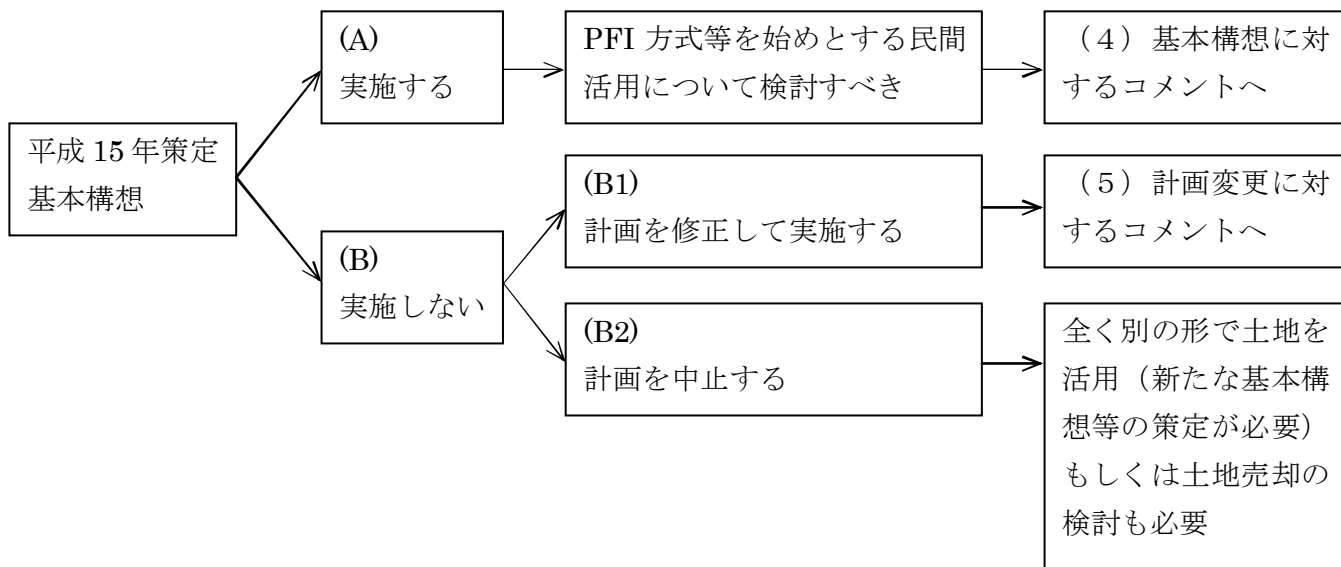 平成 15 年策定
基本構想
(A)
実施する
PFI 方式等を始めとする民間
活用について検討すべき
（４）基本構想に対
するコメントへ
(B)
実施しない
(B1)
計画を修正して実施する
（５）計画変更に対
するコメントへ
(B2)
計画を中止する
全く別の形で土地を
活用（新たな基本構
想等の策定が必要）
もしくは土地売却の
検討も必要